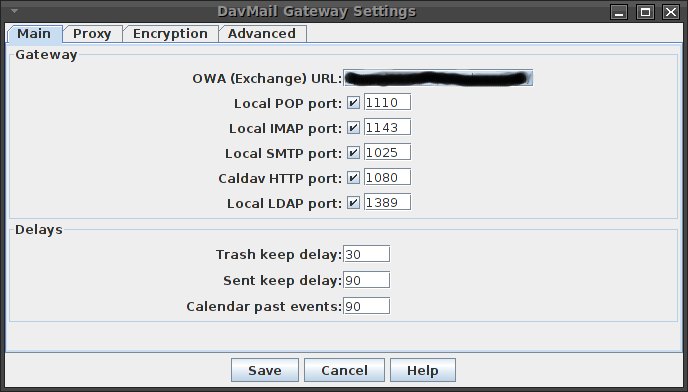 DavMail Gateway Settings
Main Proxy Encryption Advanced
Gateway
OWA (Exchange) URL:
Local POP port: 1110
Local IMAP port: 1143
Local SMTP port: 1025
Caldav HTTP port: 1080
Local LDAP port: 1389
Delays
Trash keep delay: 30
Sent keep delay: 90
Calendar past events: 90
Save Cancel Help